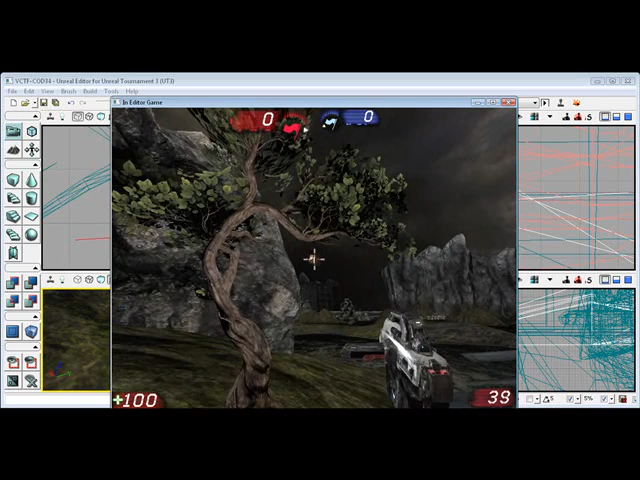 VCTF-COD34 - Unreal Editor for Unreal Tournament 3 (UT3)
File Edit View Brush Build Tools Help
In Editor Game
0 0
+100 39
5%